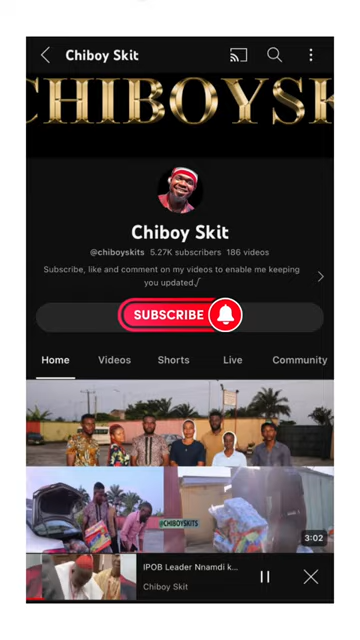 Chiboy Skit
CHIBOYSK
Chiboy Skit
@chiboyskits 5.27K subscribers 186 videos
Subscribe, like and comment on my videos to enable me keeping
you updated.
SUBSCRIBE
Home Videos Shorts Live Community
@CHIBOYSKITS
3:02
IPOB Leader Nnamdi k...
Chiboy Skit